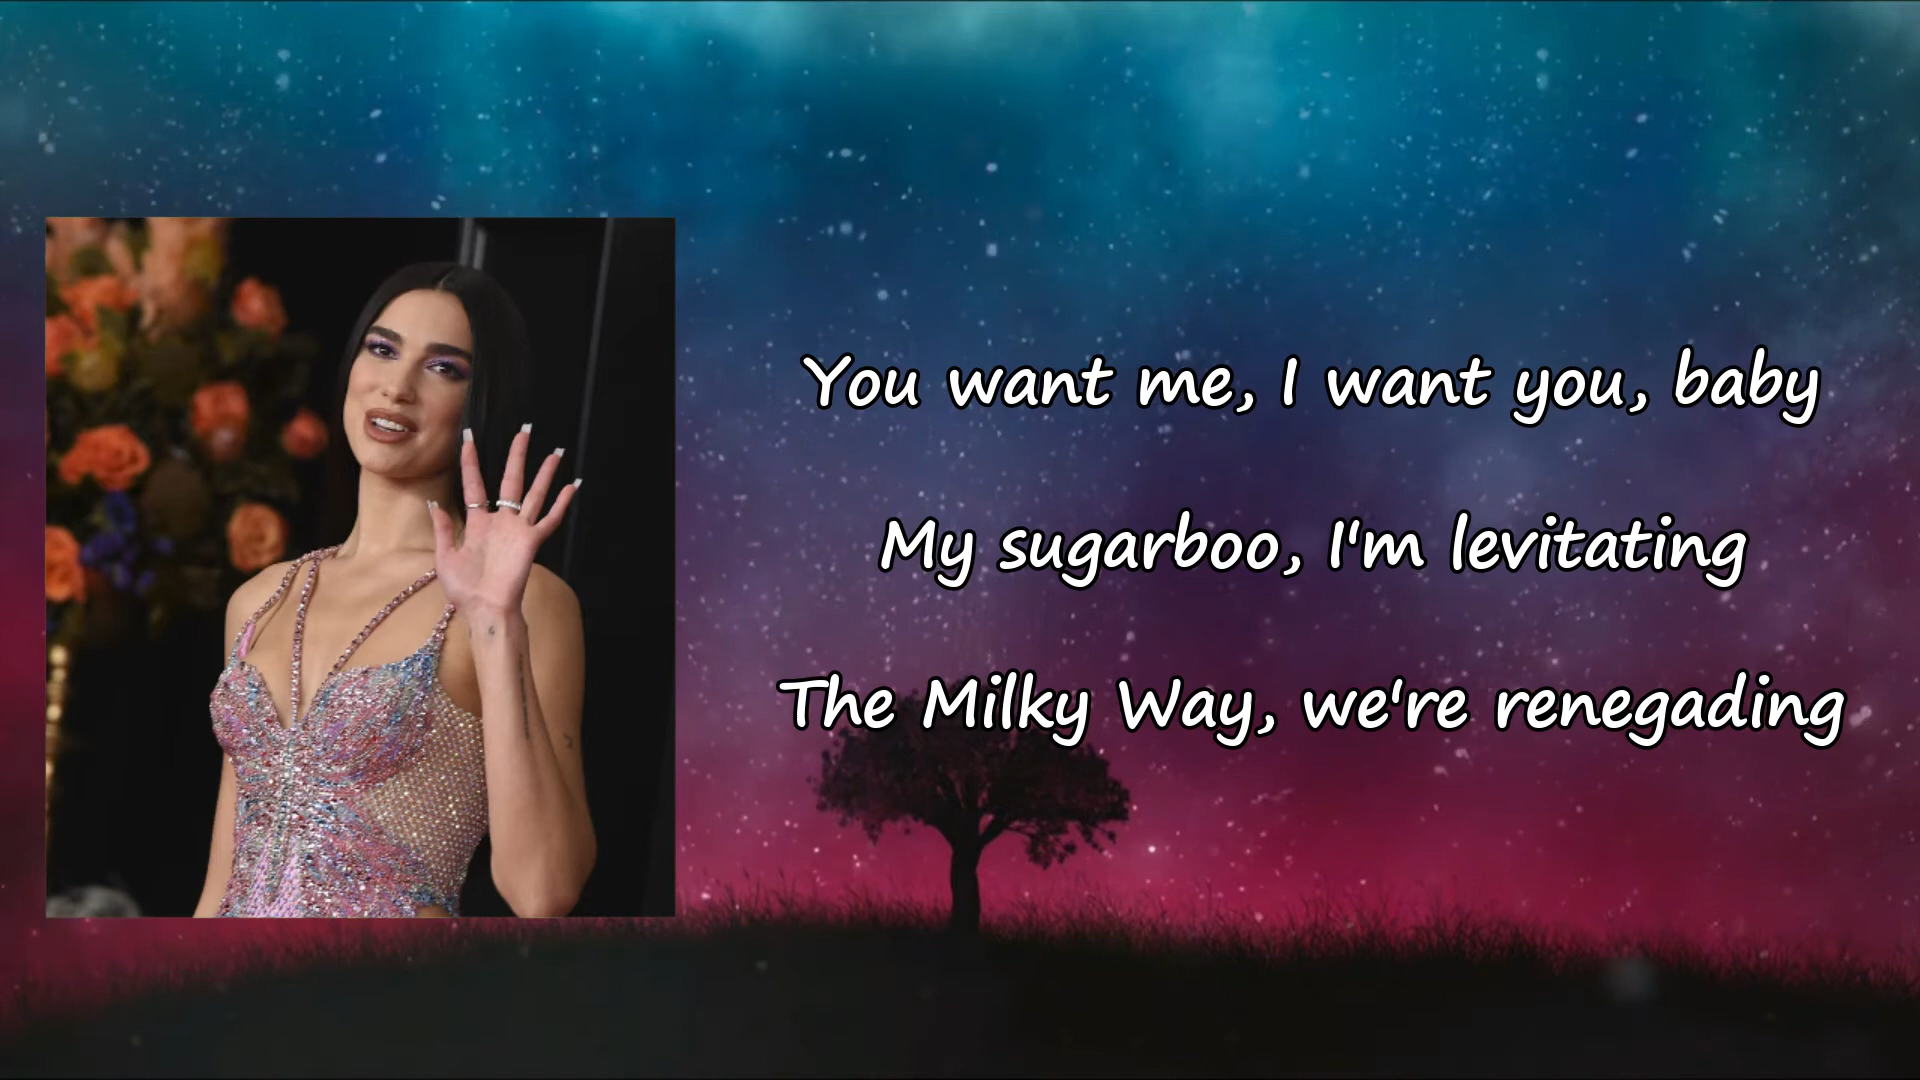 You want me, I want you, baby
My sugarboo, I'm levitating
The Milky Way, we're renegading